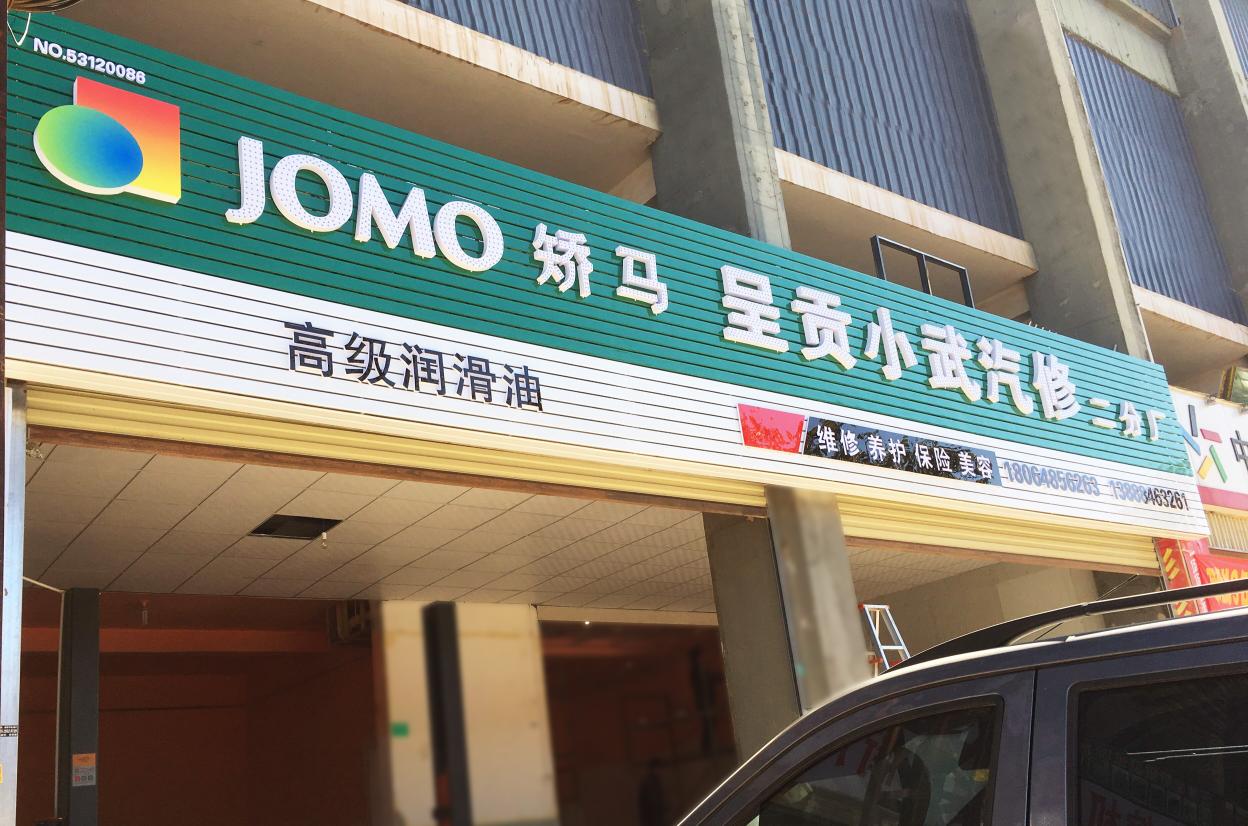 NO.53120086
JOMO 矫马 呈贡小武汽修 二分厂
高级润滑油
维修 养护 保险 美容 18064856263 13888463261
中